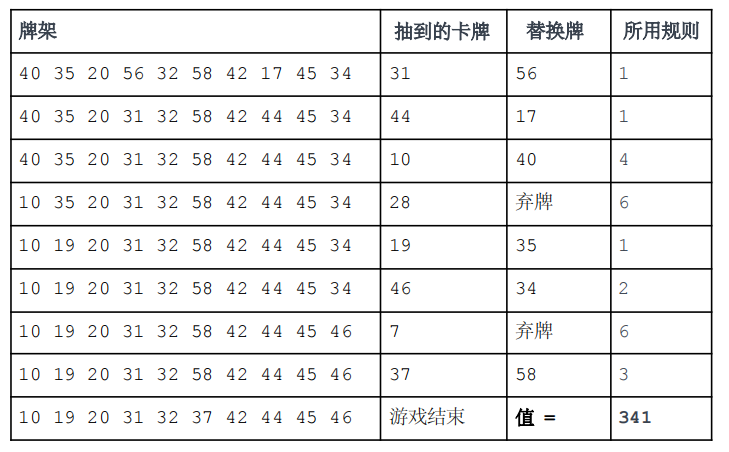 牌架 抽到的卡牌 替换牌 所用规则
40 35 20 56 32 58 42 17 45 34 31 56 1
40 35 20 31 32 58 42 44 45 34 44 17 1
40 35 20 31 32 58 42 44 45 34 10 40 4
10 35 20 31 32 58 42 44 45 34 28 弃牌 6
10 19 20 31 32 58 42 44 45 34 19 35 1
10 19 20 31 32 58 42 44 45 34 46 34 2
10 19 20 31 32 58 42 44 45 46 7 弃牌 6
10 19 20 31 32 58 42 44 45 46 37 58 3
10 19 20 31 32 37 42 44 45 46 游戏结束 值 = 341